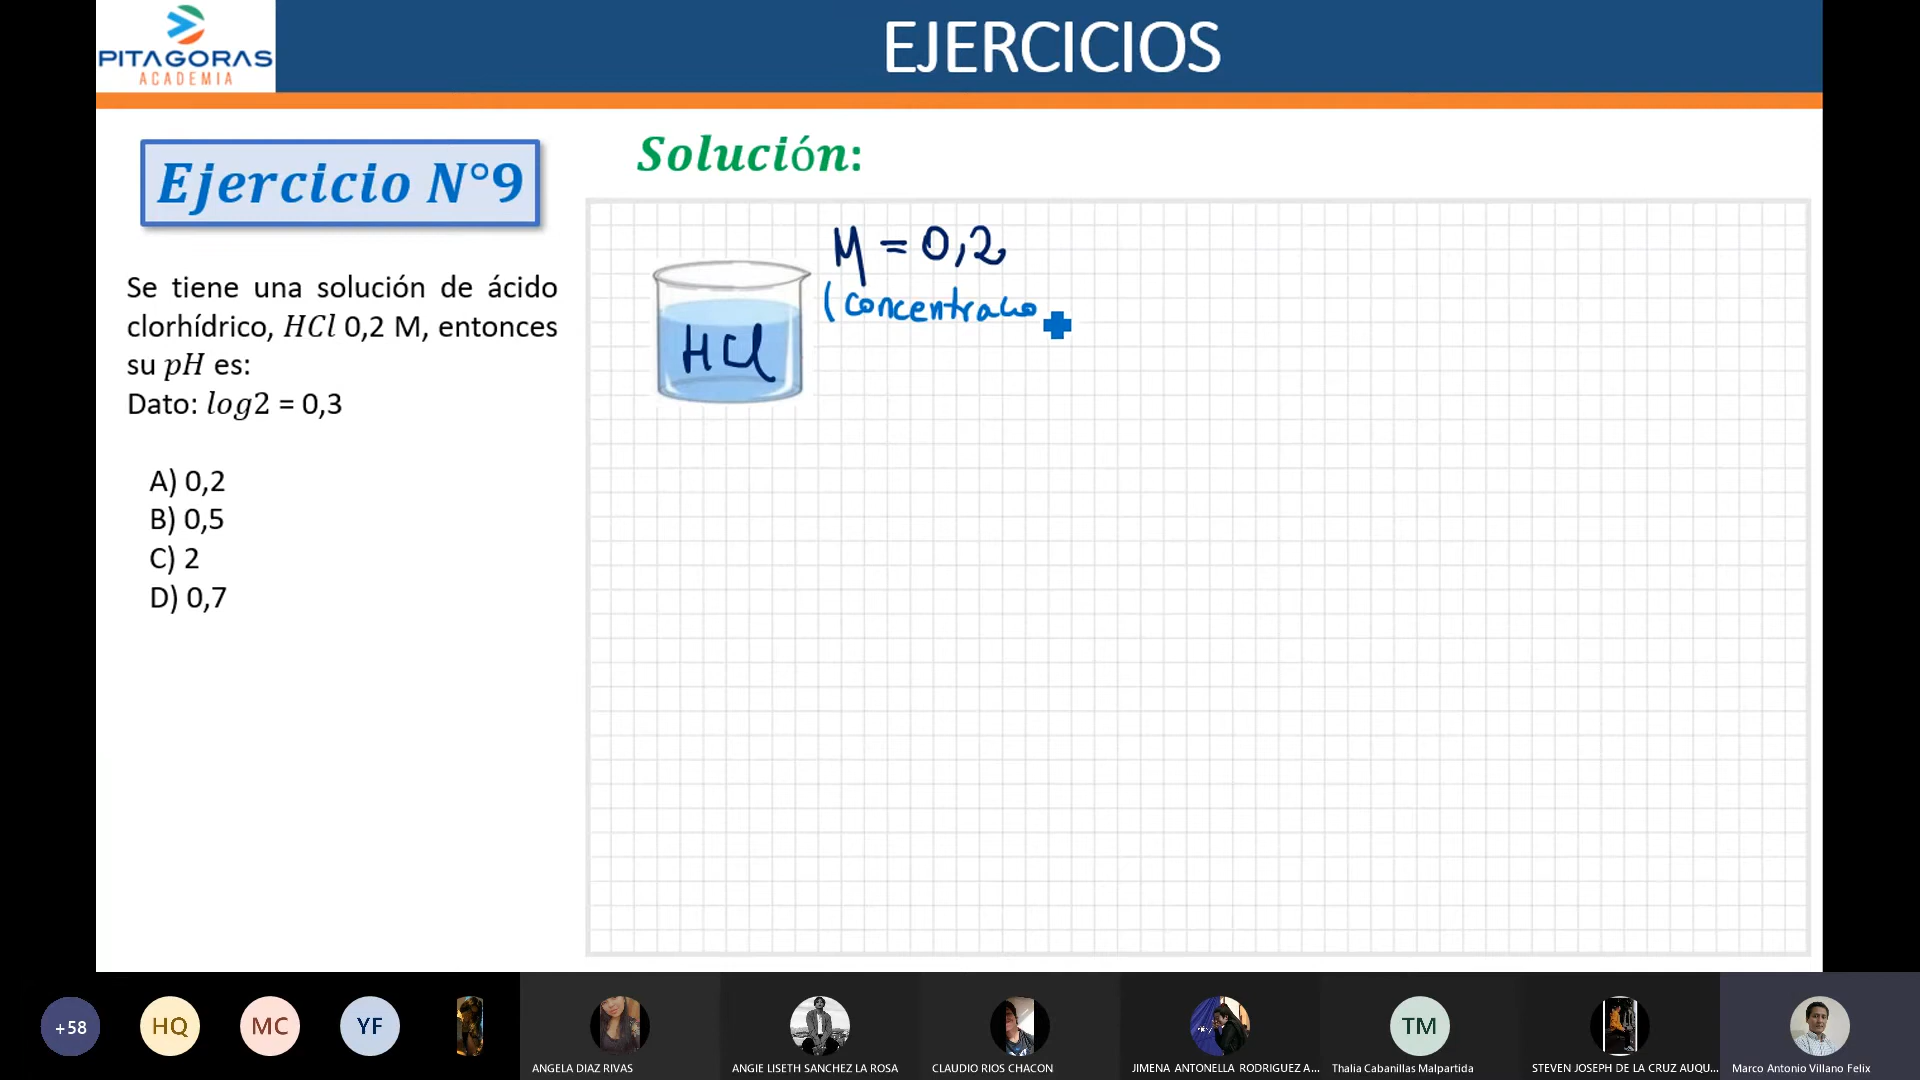 PITAGORAS
ACADEMIA
EJERCICIOS
Ejercicio N°9
Solución:
Se tiene una solución de ácido
clorhídrico, HCl 0,2 M, entonces
su pH es:
Dato: log2 = 0,3
A) 0,2
B) 0,5
C) 2
D) 0,7
M = 0,2
(concentracio
HCl
+58
HQ
MC
YF
TM
ANGELA DIAZ RIVAS
ANGIE LISETH SANCHEZ LA ROSA
CLAUDIO RIOS CHACON
JIMENA ANTONELLA RODRIGUEZ A...
Thalia Cabanillas Malpartida
STEVEN JOSEPH DE LA CRUZ AUQU...
Marco Antonio Villano Felix